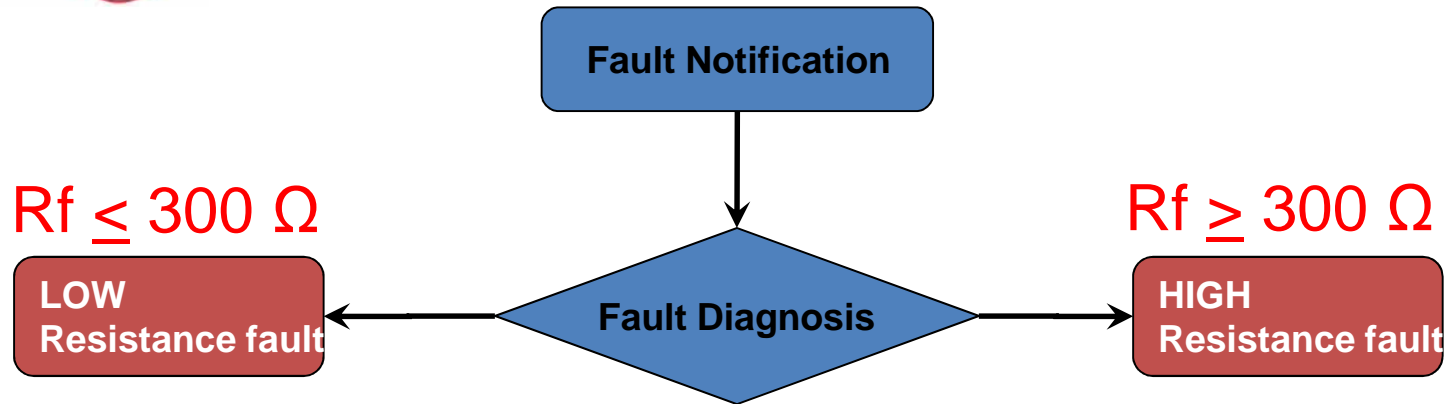 Fault Notification
Rf ≤ 300 Ω
Rf ≥ 300 Ω
LOW
Resistance fault
Fault Diagnosis
HIGH
Resistance fault